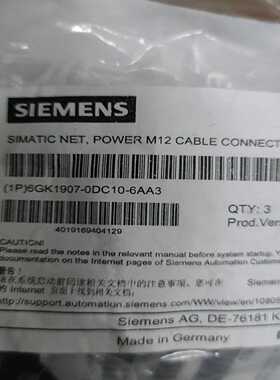 SIEMENS
SIMATIC NET, POWER M12 CABLE CONNECT
(1P)6GK1907-0DC10-6AA3
QTY: 3
4019169404129
Prod.Ver
CAUTION!
Please read the notes in the relevant manual before system startup. Y
documentation on the Internet pages of Siemens Automation Custome
http://support.automation.siemens.com/WW/view/en/1080
Siemens AG, DE-76181 K
Made in Germany